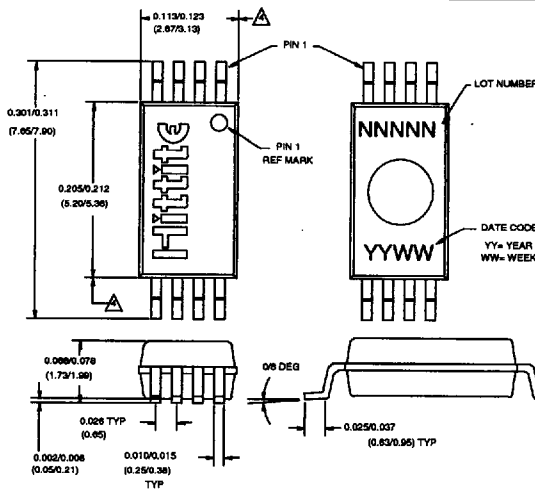 0.113/0.123
(2.87/3.13)
4
PIN 1
0.301/0.311
(7.65/7.90)
LOT NUMBER
NNNNN
PIN 1
REF MARK
Hittite
0.205/0.212
(5.20/5.38)
DATE CODE
YY= YEAR
WW= WEEK
YYWW
4
0.068/0.078
(1.73/1.99)
0/8 DEG
0.026 TYP
(0.65)
0.025/0.037
(0.63/0.95) TYP
0.002/0.008
(0.05/0.21)
0.010/0.015
(0.25/0.38)
TYP